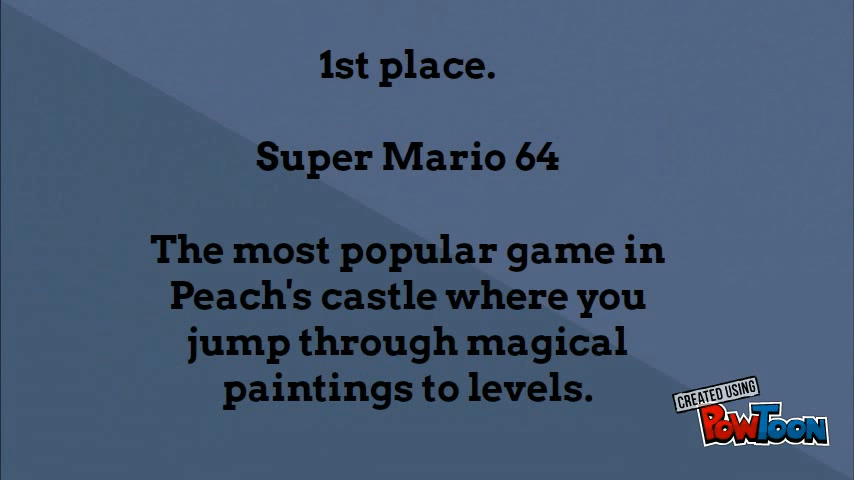 1st place.
Super Mario 64
The most popular game in
Peach's castle where you
jump through magical
paintings to levels.
CREATED USING
POWTOON